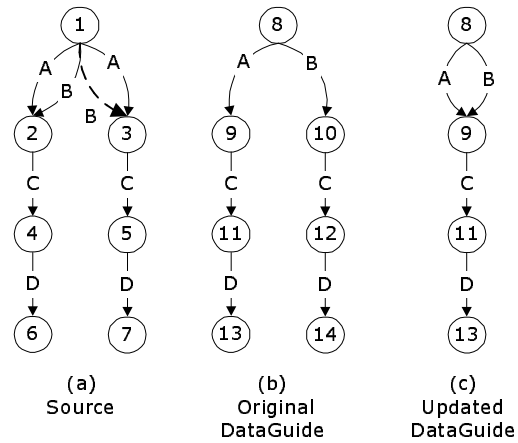 1 8 8
A A A B A B
B
B
2 3 9 10 9
C C C C C
4 5 11 12 11
D D D D D
6 7 13 14 13
(a) (b) (c)
Source Original Updated
DataGuide DataGuide